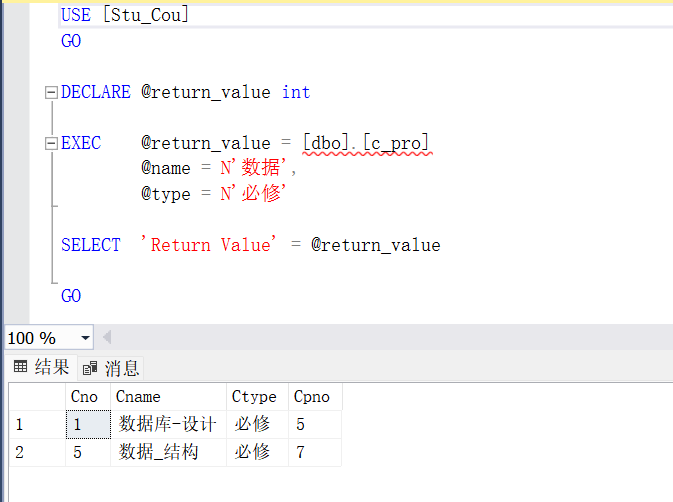 USE [Stu_Cou]
GO
DECLARE @return_value int
EXEC @return_value = [dbo].[c_pro]
@name = N'数据',
@type = N'必修'
SELECT 'Return Value' = @return_value
GO
100 %
结果 消息
Cno Cname Ctype Cpno
1 1 数据库-设计 必修 5
2 5 数据_结构 必修 7